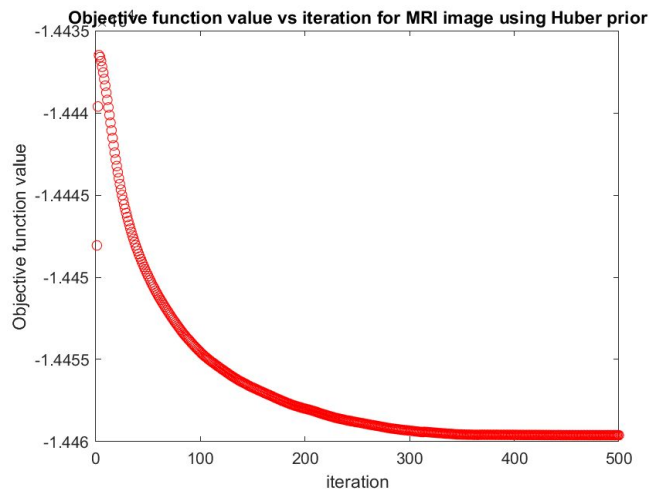 Objective function value vs iteration for MRI image using Huber prior
-1.4435
-1.444
-1.4445
-1.445
-1.4455
-1.446
Objective function value
0 100 200 300 400 500
iteration